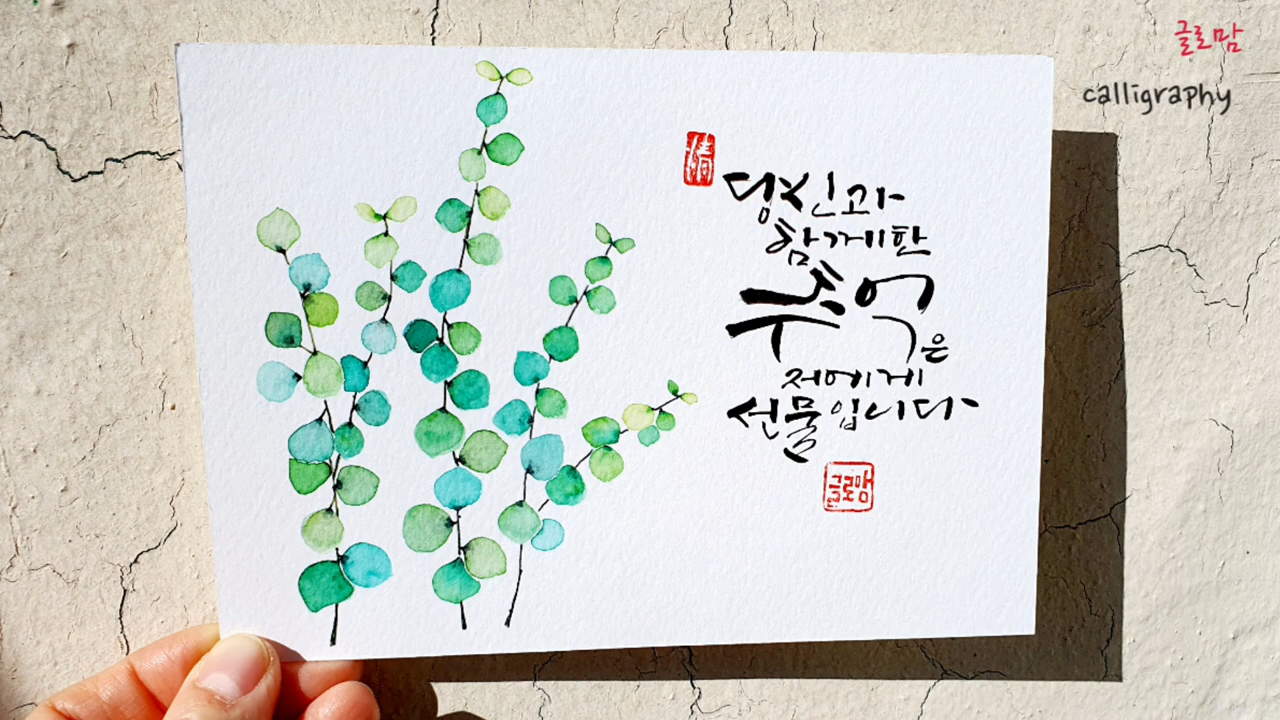 글로맘
calligraphy
情
당신과
함께한
추억은
저에게
선물입니다
글로맘